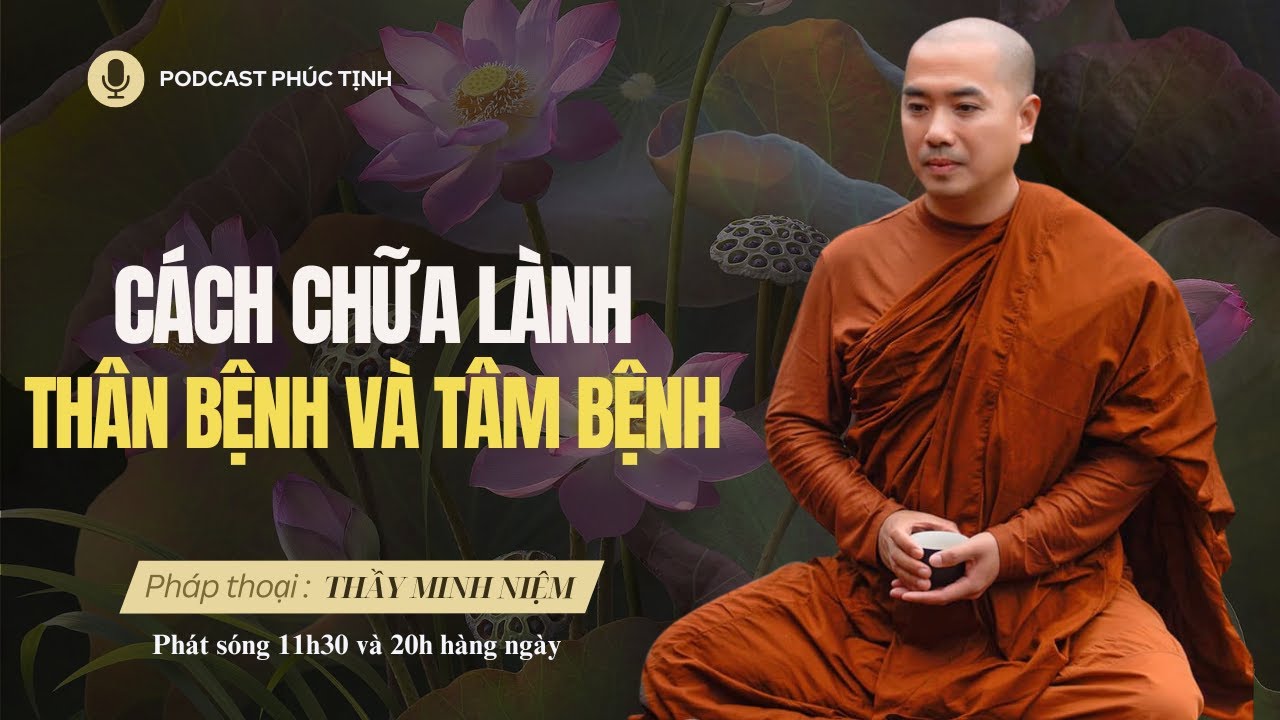 PODCAST PHÚC TỊNH
CÁCH CHỮA LÀNH
THÂN BỆNH VÀ TÂM BỆNH
Pháp thoại : THẦY MINH NIỆM
Phát sóng 11h30 và 20h hàng ngày